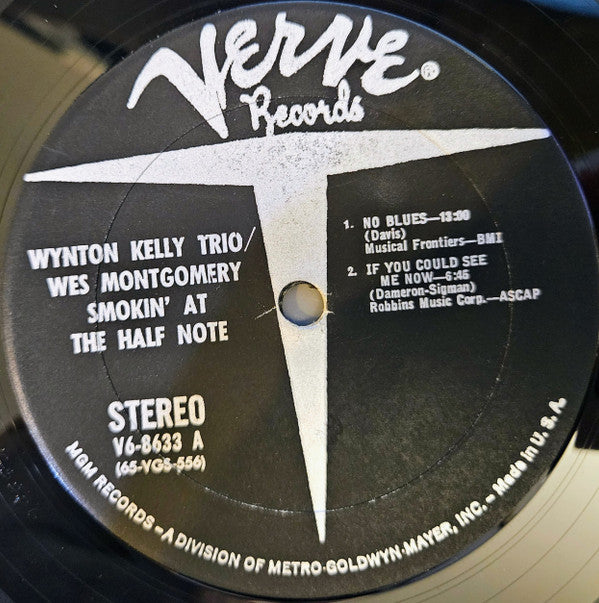 Verve®
Records
WYNTON KELLY TRIO/
WES MONTGOMERY
SMOKIN' AT
THE HALF NOTE
1. NO BLUES—13:00
(Davis)
Musical Frontiers—BMI
2. IF YOU COULD SEE
ME NOW—6:45
(Dameron-Sigman)
Robbins Music Corp.—ASCAP
STEREO
V6-8633 A
(65-VGS-556)
MGM RECORDS – A DIVISION OF METRO-GOLDWYN-MAYER, INC. – Made in U.S.A.